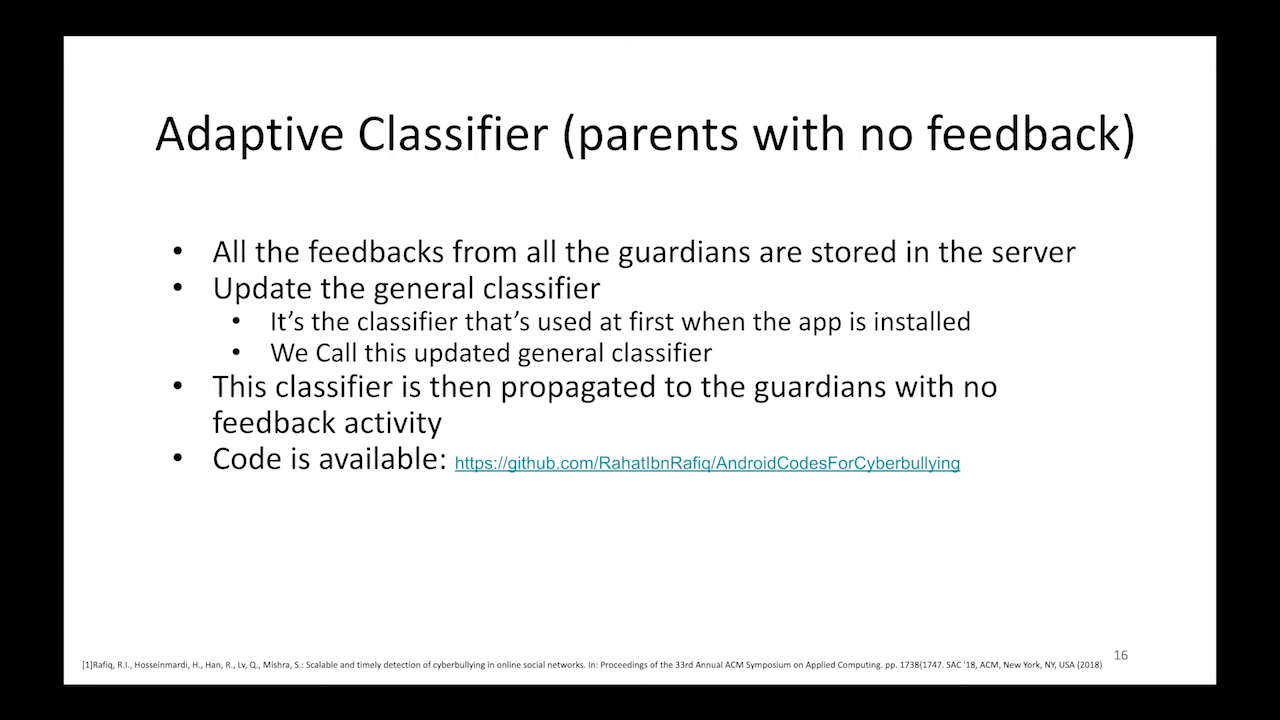 Adaptive Classifier (parents with no feedback)
• All the feedbacks from all the guardians are stored in the server
• Update the general classifier
• It’s the classifier that’s used at first when the app is installed
• We Call this updated general classifier
• This classifier is then propagated to the guardians with no
feedback activity
• Code is available: https://github.com/RahatIbnRafiq/AndroidCodesForCyberbullying
[1]Rafiq, R.I., Hosseinmardi, H., Han, R., Lv, Q., Mishra, S.: Scalable and timely detection of cyberbullying in online social networks. In: Proceedings of the 33rd Annual ACM Symposium on Applied Computing. pp. 1738{1747. SAC '18, ACM, New York, NY, USA (2018)
16